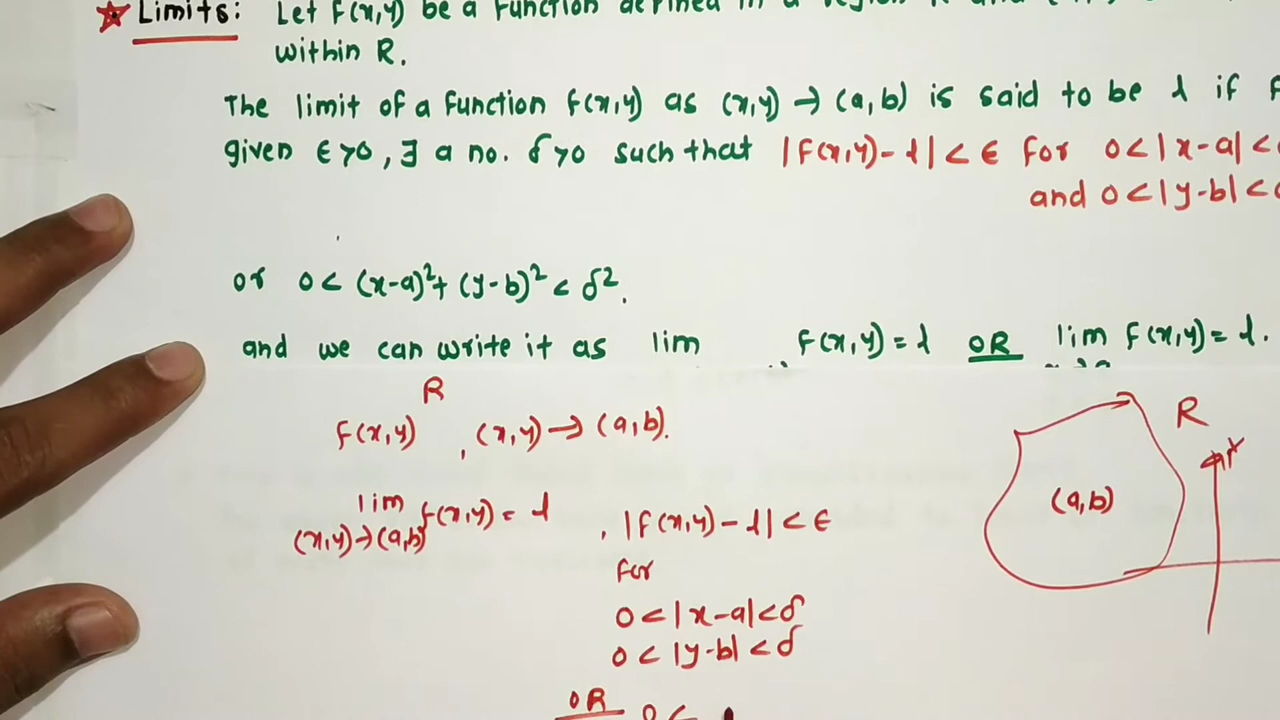 ★ Limits: Let f(x,y) be a function defined in a region R and
within R.
The limit of a function f(x,y) as (x,y) → (a,b) is said to be l if
given ϵ>0, ∃ a no. δ>0 such that |f(x,y)-l| < ϵ for 0<|x-a|<
and 0<|y-b|<
or 0< (x-a)²+ (y-b)² < δ².
and we can write it as lim f(x,y) = l OR lim f(x,y) = l.
R
f(x,y) , (x,y) → (a,b).
R
(a,b)
lim f(x,y) = l
(x,y)→(a,b)
, |f(x,y)-l| < ϵ
for
0<|x-a|<δ
0<|y-b|<δ
OR 0<